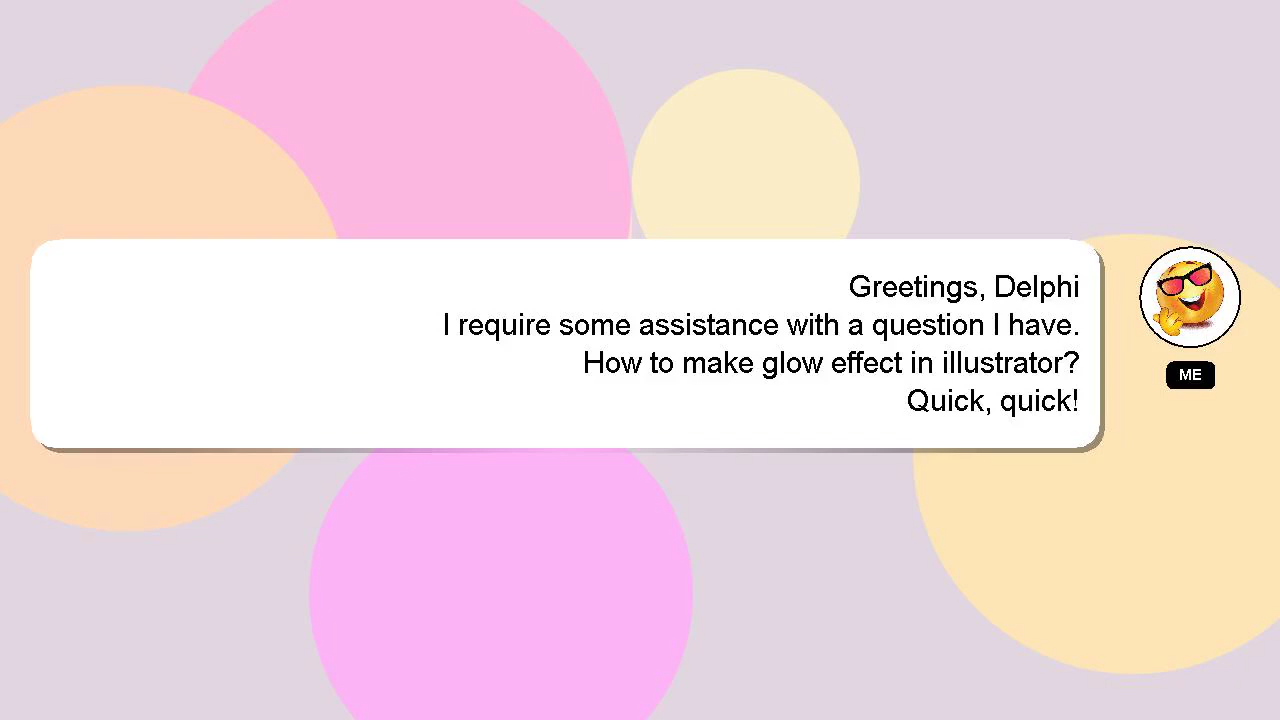 Greetings, Delphi
I require some assistance with a question I have.
How to make glow effect in illustrator?
Quick, quick!
ME